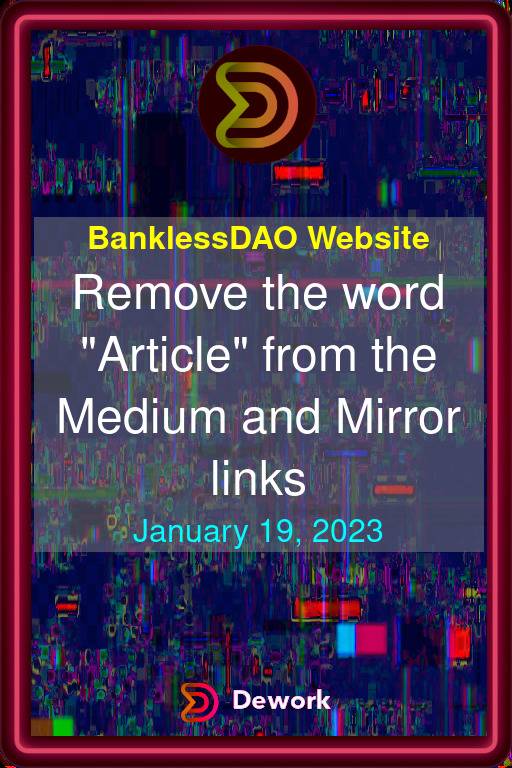 BanklessDAO Website
Remove the word
"Article" from the
Medium and Mirror
links
January 19, 2023
Dework